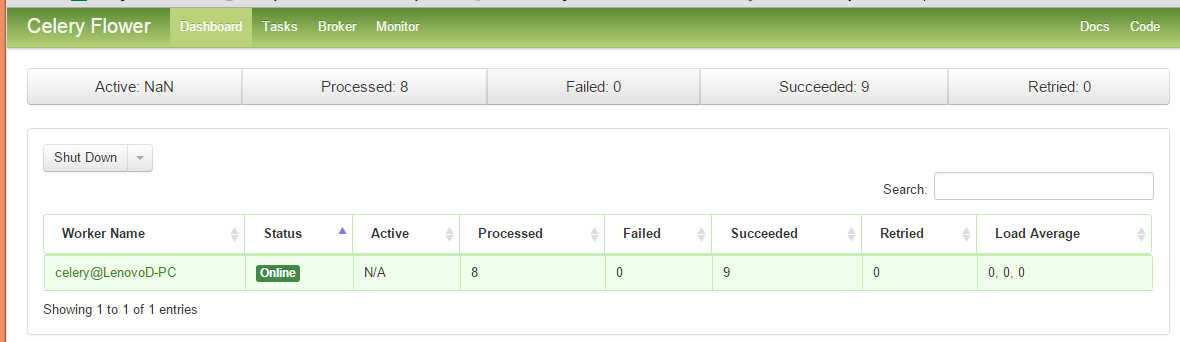 Celery Flower Dashboard Tasks Broker Monitor Docs Code
Active: NaN Processed: 8 Failed: 0 Succeeded: 9 Retried: 0
Shut Down
Search:
Worker Name Status Active Processed Failed Succeeded Retried Load Average
celery@LenovoD-PC Online N/A 8 0 9 0 0, 0, 0
Showing 1 to 1 of 1 entries